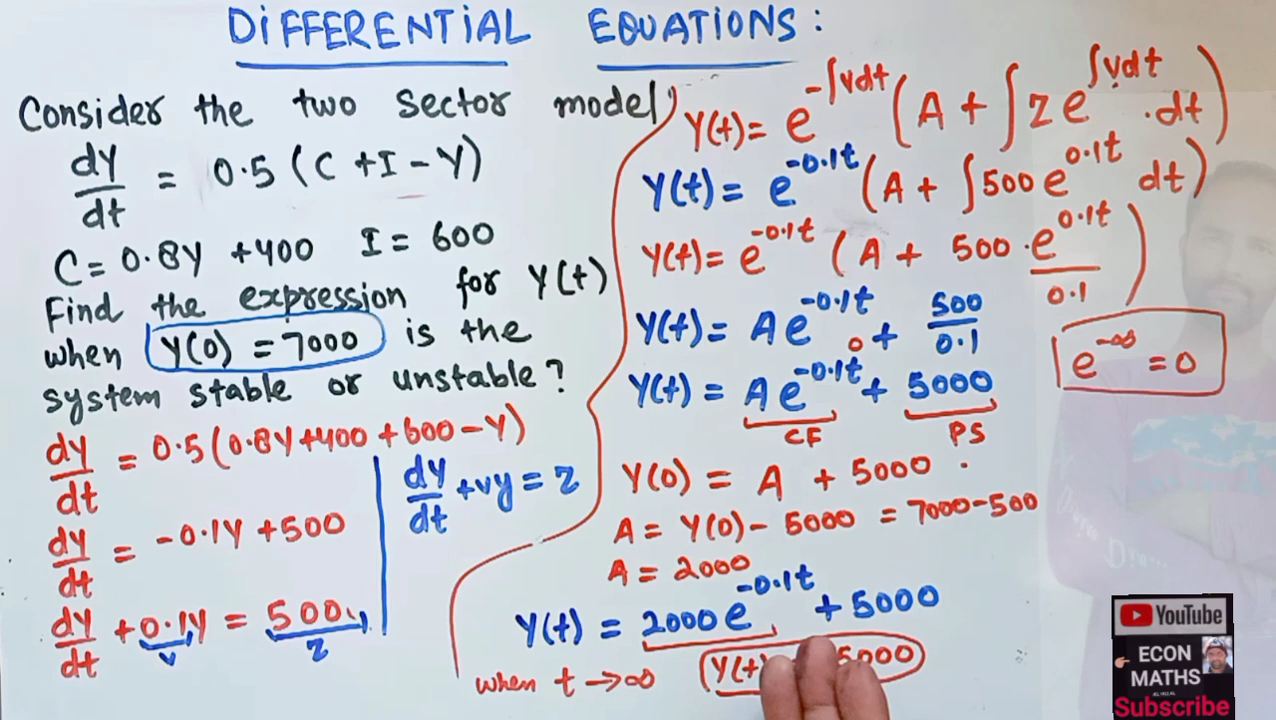 DIFFERENTIAL EQUATIONS:
Consider the two sector model,
dY/dt = 0.5 (C + I - Y)
C = 0.8Y + 400 I = 600
Find the expression for Y(t)
when Y(0) = 7000 is the
system stable or unstable?
dY/dt = 0.5(0.8Y+400+600-Y)
dY/dt = -0.1Y + 500
dY/dt + 0.1Y = 500
v z
dY/dt + vy = z
Y(t) = e^{-∫vdt} (A + ∫z e^{∫vdt} .dt)
Y(t) = e^{-0.1t} (A + ∫500 e^{0.1t} dt)
Y(t) = e^{-0.1t} (A + 500 . e^{0.1t}/0.1)
Y(t) = A e^{-0.1t} + 500/0.1
e^{-∞} = 0
0
Y(t) = A e^{-0.1t} + 5000
CF PS
Y(0) = A + 5000 .
A = Y(0) - 5000 = 7000-500
A = 2000
Y(t) = 2000 e^{-0.1t} + 5000
when t → ∞ Y(t) 5000
YouTube
ECON
MATHS
Subscribe